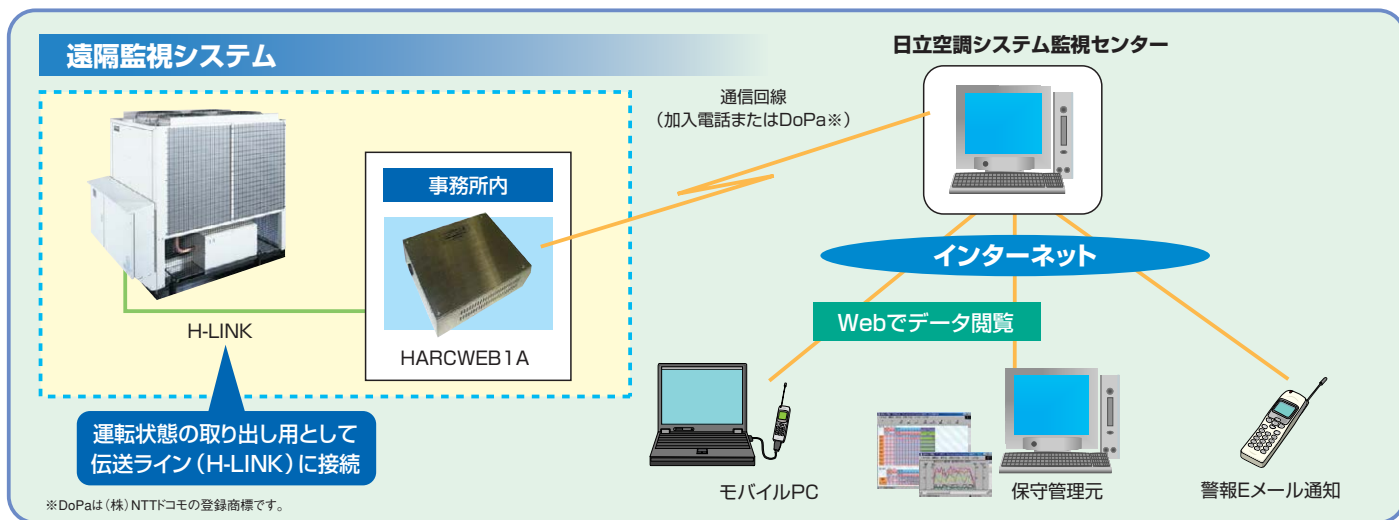 遠隔監視システム
日立空調システム監視センター
通信回線
（加入電話またはDoPa※）
事務所内
HARCWEB1A
H-LINK
運転状態の取り出し用として
伝送ライン（H-LINK）に接続
インターネット
Webでデータ閲覧
モバイルPC
保守管理元
警報Eメール通知
※DoPaは（株）NTTドコモの登録商標です。